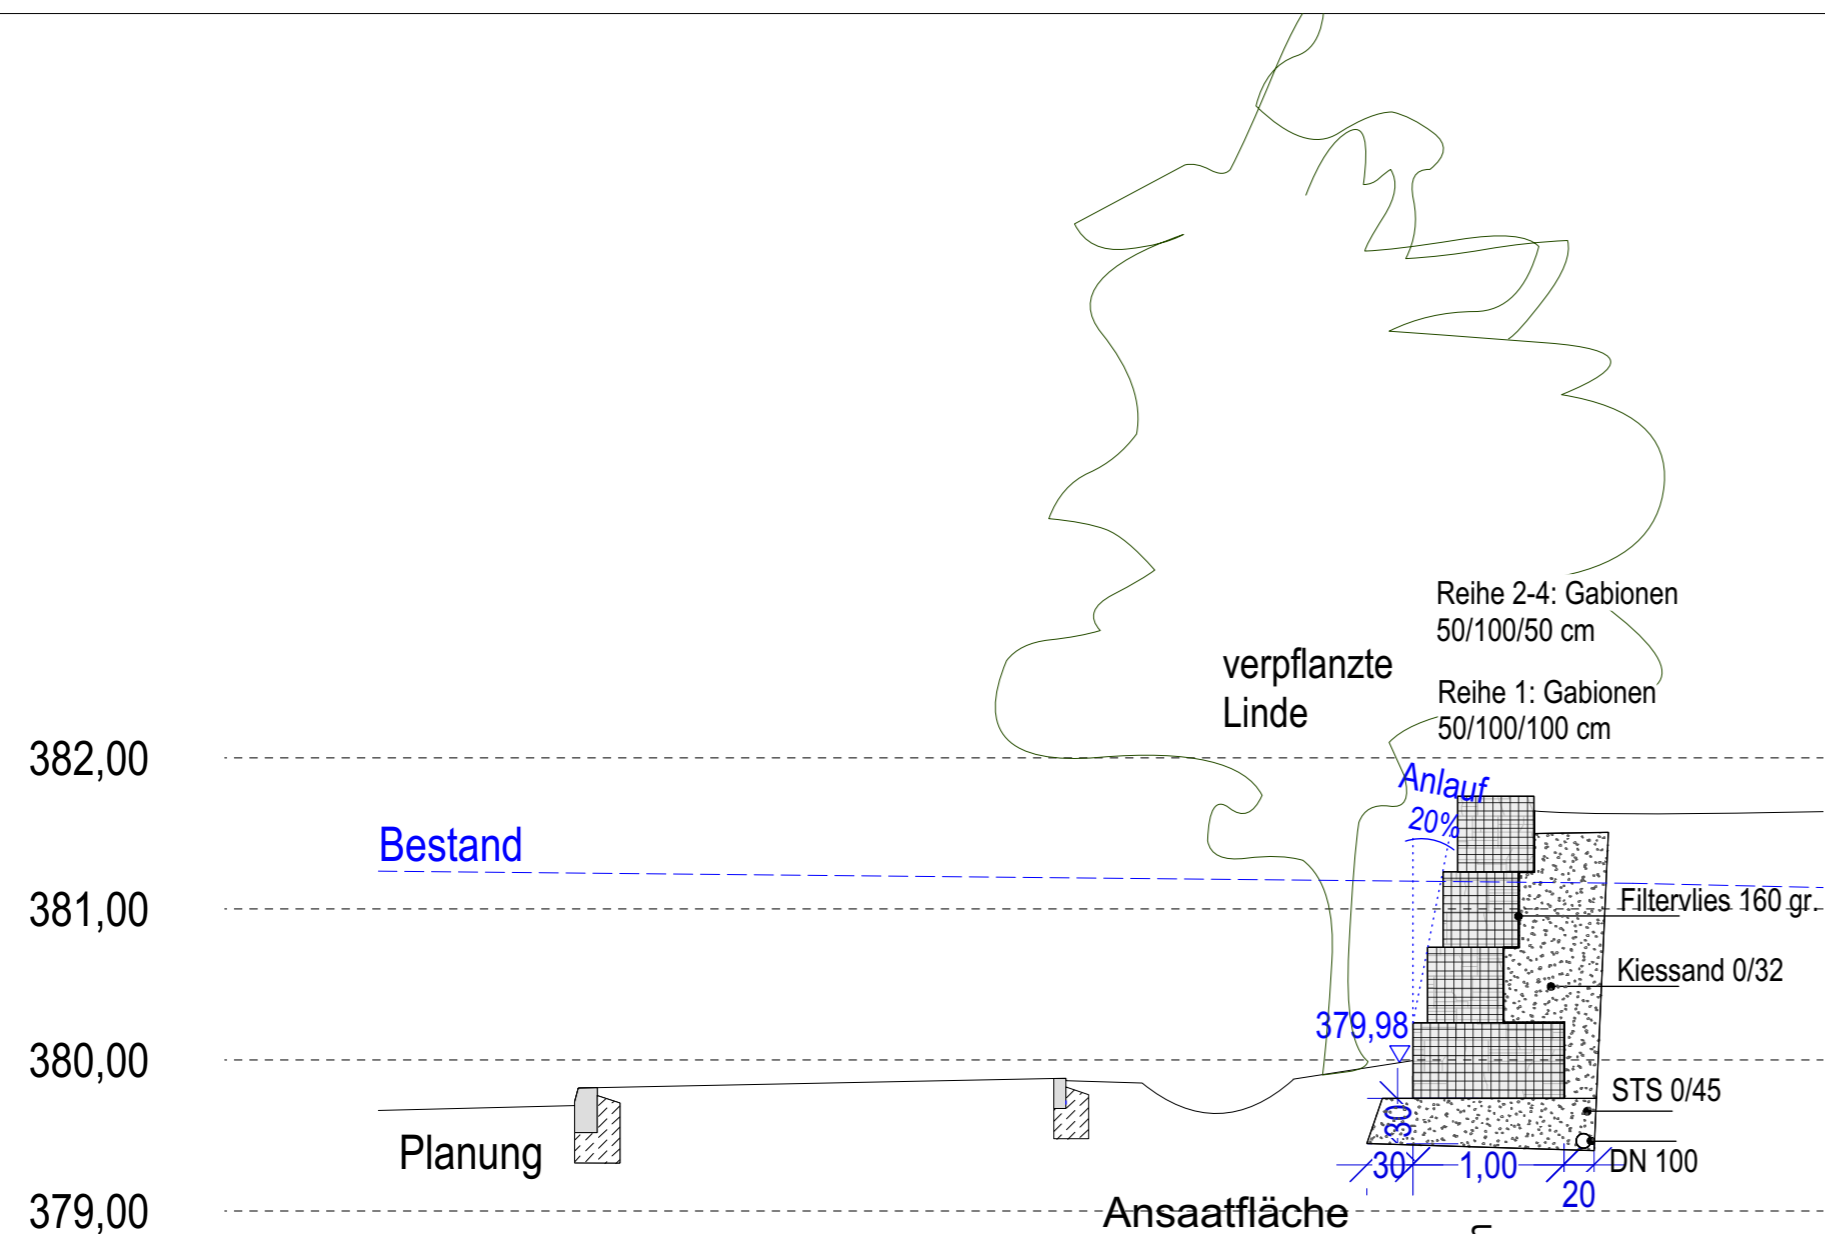 Reihe 2-4: Gabionen
50/100/50 cm
verpflanzte
Linde
Reihe 1: Gabionen
50/100/100 cm
382,00
Anlauf
20%
Bestand
381,00
Filtervlies 160 gr.
Kiessand 0/32
379,98
380,00
STS 0/45
30
Planung
30
1,00
DN 100
20
379,00
Ansaatfläche